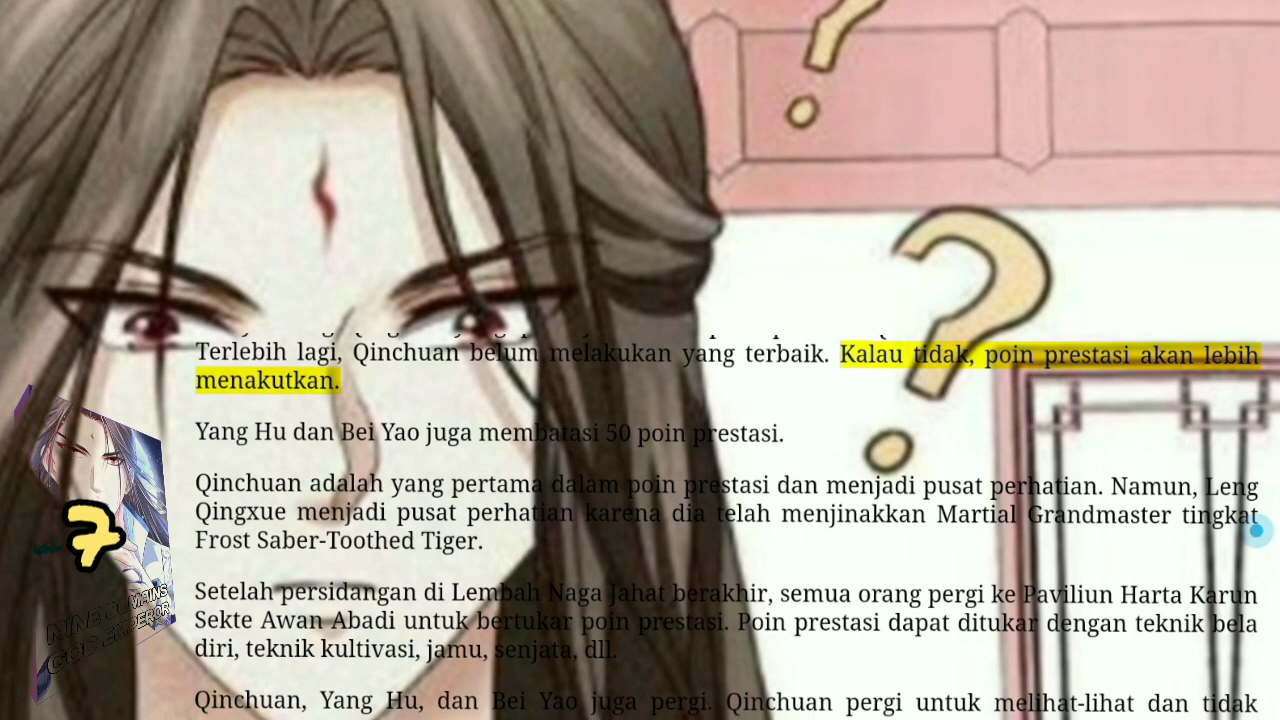 Terlebih lagi, Qinchuan belum melakukan yang terbaik. Kalau tidak, poin prestasi akan lebih
menakutkan.
Yang Hu dan Bei Yao juga membatasi 50 poin prestasi.
Qinchuan adalah yang pertama dalam poin prestasi dan menjadi pusat perhatian. Namun, Leng
Qingxue menjadi pusat perhatian karena dia telah menjinakkan Martial Grandmaster tingkat
Frost Saber-Toothed Tiger.
Setelah persidangan di Lembah Naga Jahat berakhir, semua orang pergi ke Paviliun Harta Karun
Sekte Awan Abadi untuk bertukar poin prestasi. Poin prestasi dapat ditukar dengan teknik bela
diri, teknik kultivasi, jamu, senjata, dll.
Qinchuan, Yang Hu, dan Bei Yao juga pergi. Qinchuan pergi untuk melihat-lihat dan tidak
7
GOD EMPEROR
? ?